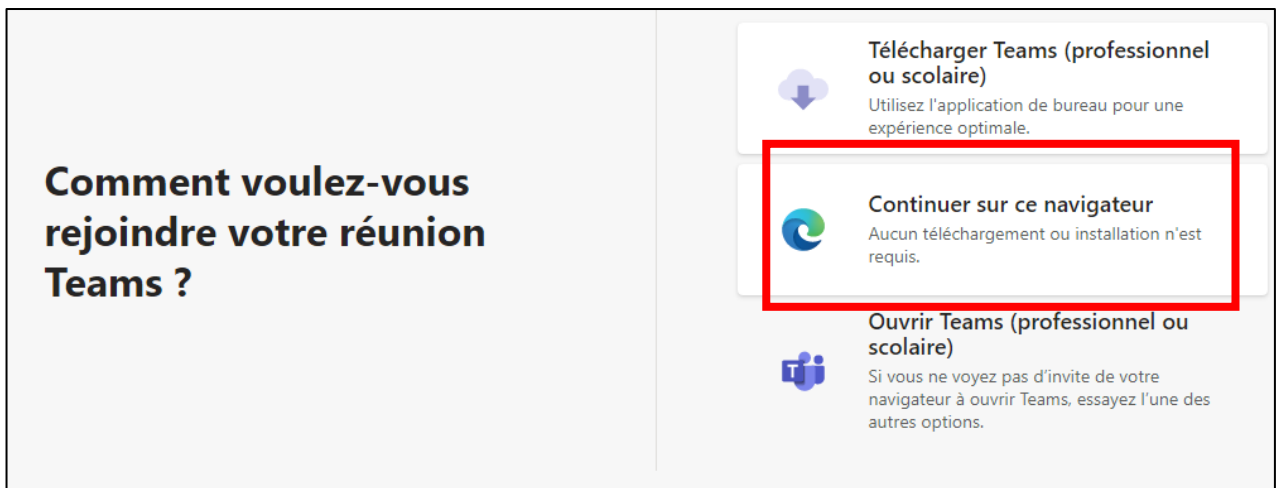 Comment voulez-vous
rejoindre votre réunion
Teams ?
Télécharger Teams (professionnel
ou scolaire)
Utilisez l'application de bureau pour une
expérience optimale.
Continuer sur ce navigateur
Aucun téléchargement ou installation n'est
requis.
Ouvrir Teams (professionnel ou
scolaire)
Si vous ne voyez pas d’invite de votre
navigateur à ouvrir Teams, essayez l’une des
autres options.